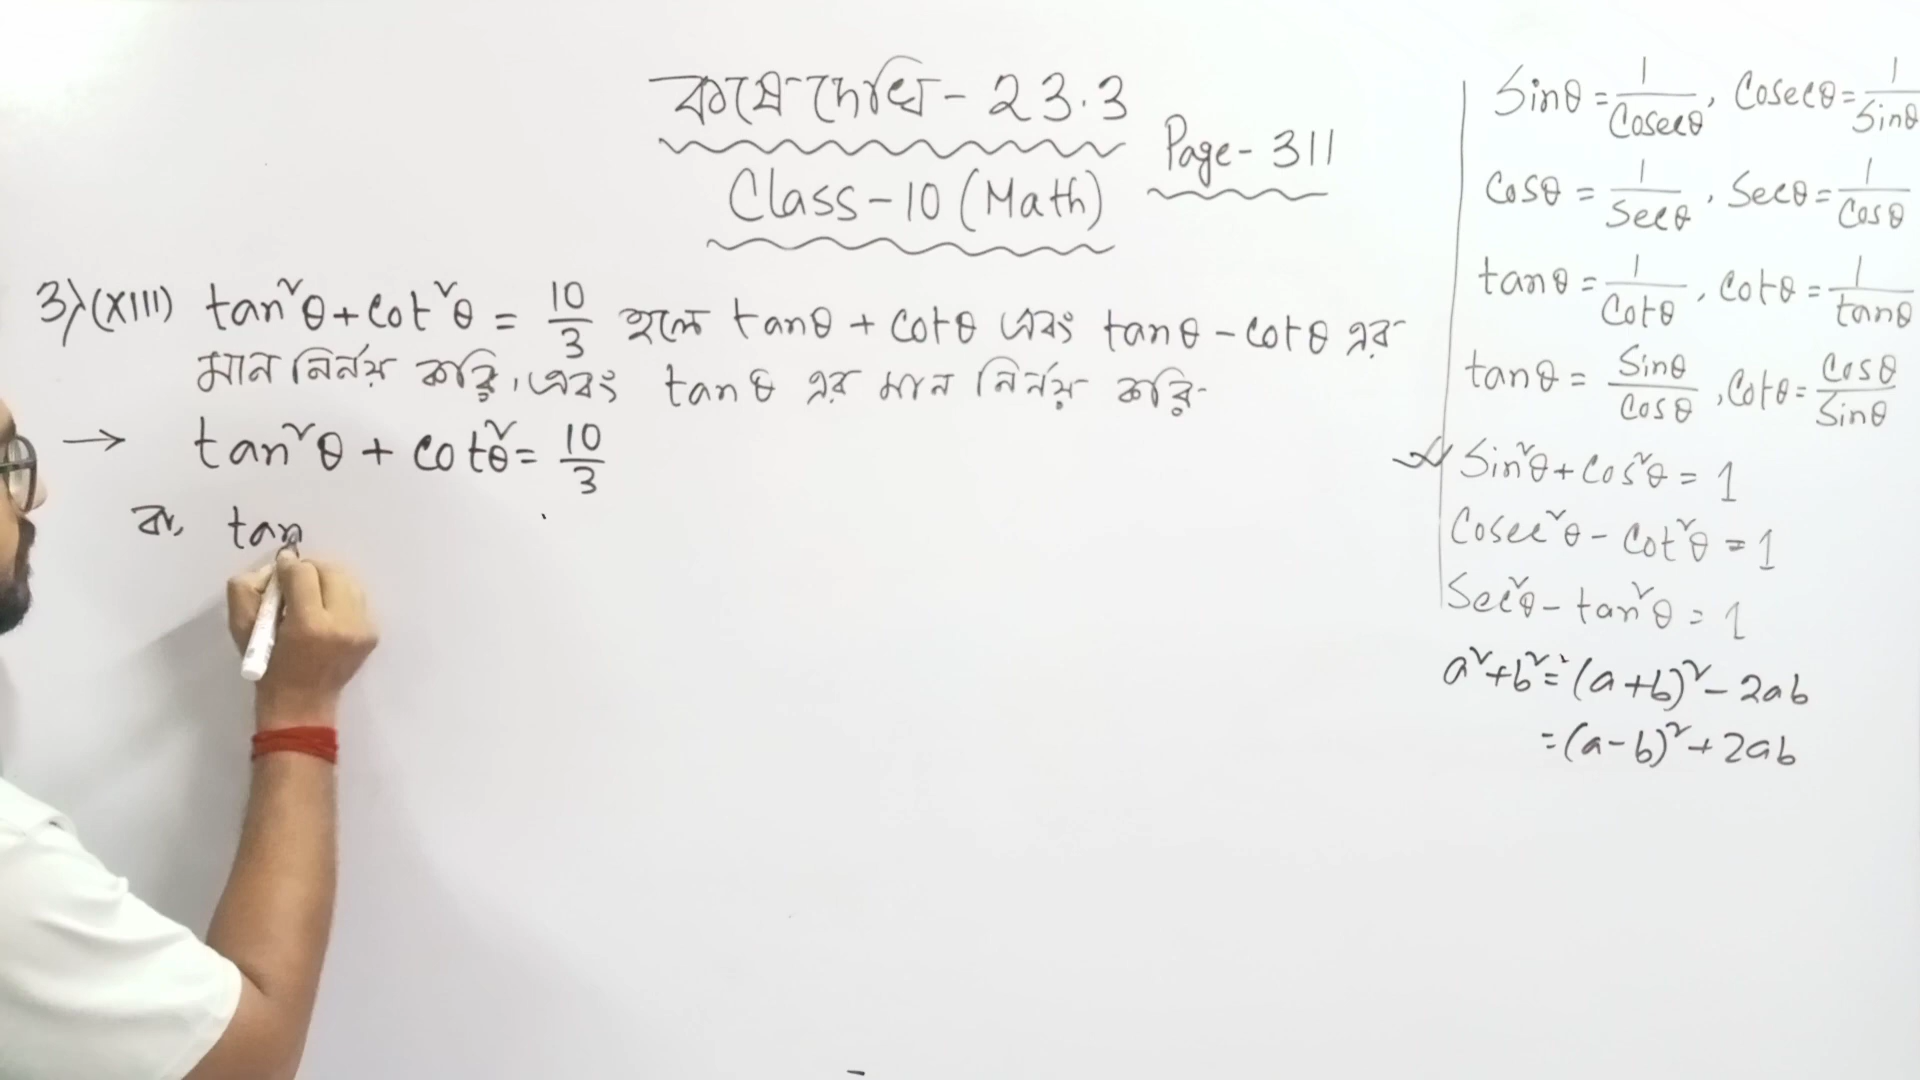 কষে দেখি - 23.3
Class-10 (Math)
Page- 311
3) (XIII) tan²θ + cot²θ = 10/3 হলে tanθ + cotθ এবং tanθ - cotθ এর
মান নির্নয় করি, এবং tanθ এর মান নির্নয় করি
→ tan²θ + cot²θ = 10/3
বা, tan
Sinθ = 1/Cosecθ, Cosecθ = 1/Sinθ
Cosθ = 1/Secθ, Secθ = 1/Cosθ
tanθ = 1/Cotθ, Cotθ = 1/tanθ
tanθ = Sinθ/Cosθ, Cotθ = Cosθ/Sinθ
Sin²θ + Cos²θ = 1
Cosec²θ - Cot²θ = 1
Sec²θ - tan²θ = 1
a² + b² = (a+b)² - 2ab
= (a-b)² + 2ab